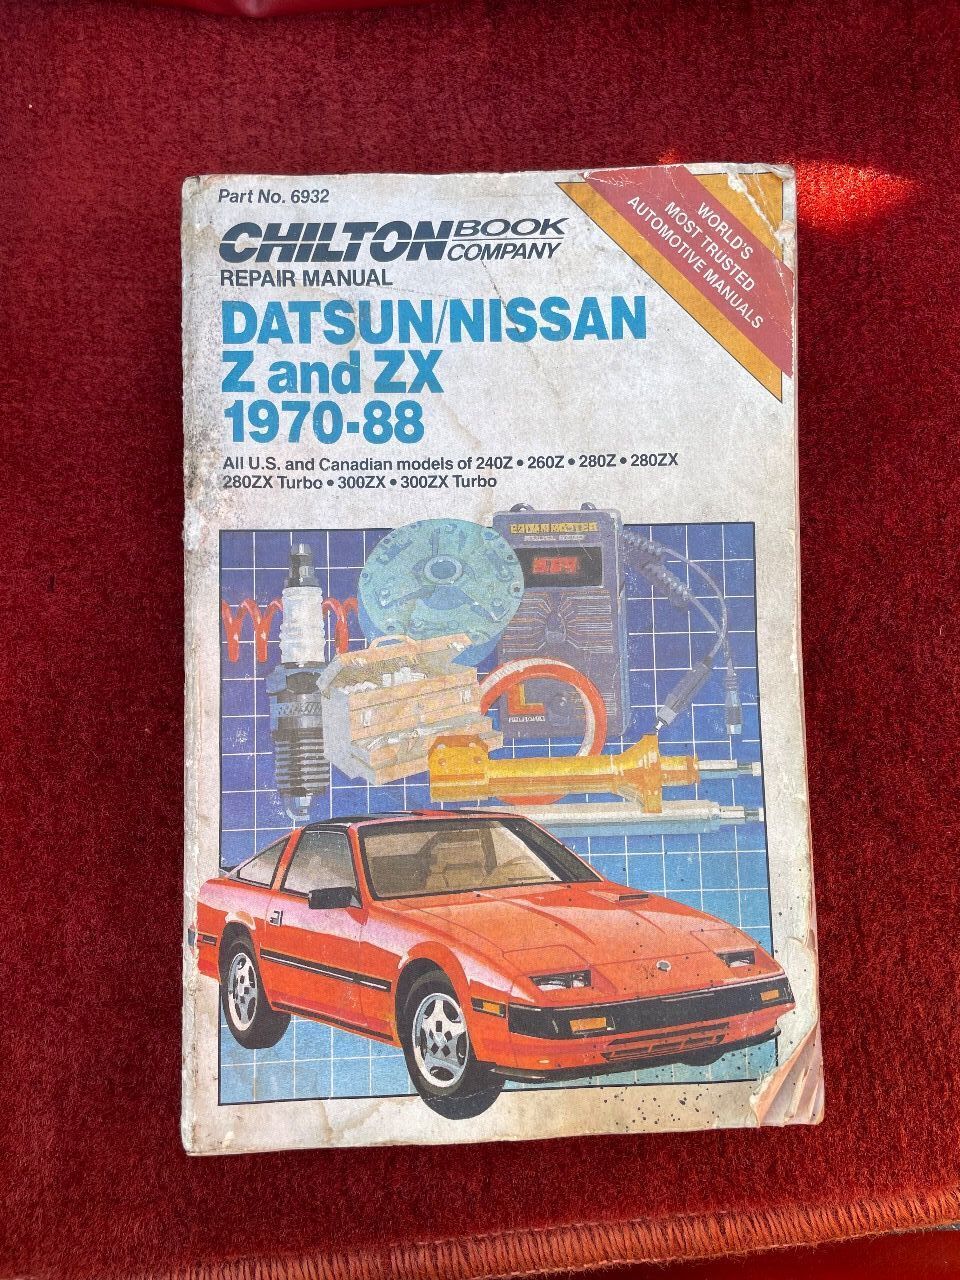 Part No. 6932
CHILTON BOOK COMPANY
REPAIR MANUAL
WORLD'S
MOST TRUSTED
AUTOMOTIVE MANUALS
DATSUN/NISSAN
Z and ZX
1970-88
All U.S. and Canadian models of 240Z • 260Z • 280Z • 280ZX
280ZX Turbo • 300ZX • 300ZX Turbo